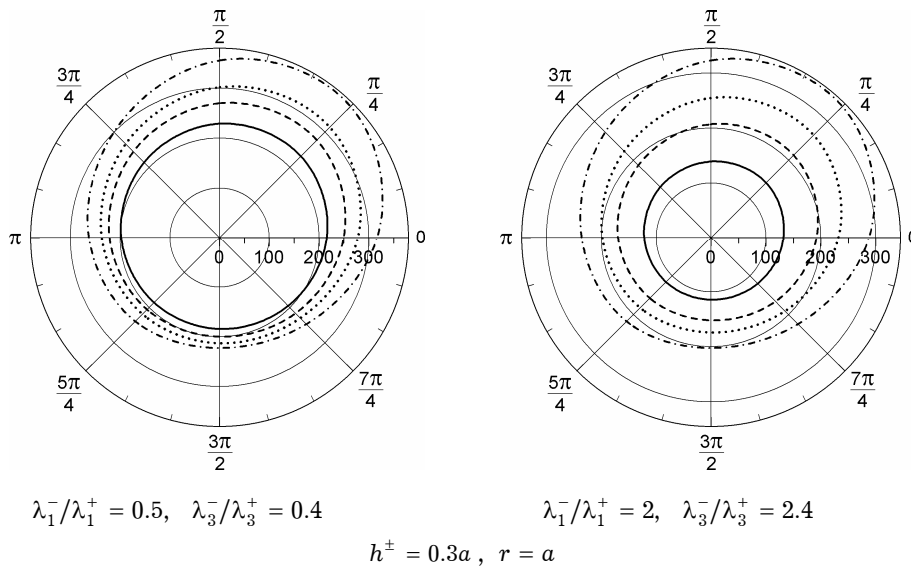 π/2 π/2
3π/4 π/4 3π/4 π/4
π 0 π 0
0 100 200 300 0 100 200 300
5π/4 7π/4 5π/4 7π/4
3π/2 3π/2
λ₁⁻/λ₁⁺ = 0.5, λ₃⁻/λ₃⁺ = 0.4 λ₁⁻/λ₁⁺ = 2, λ₃⁻/λ₃⁺ = 2.4
h± = 0.3a , r = a